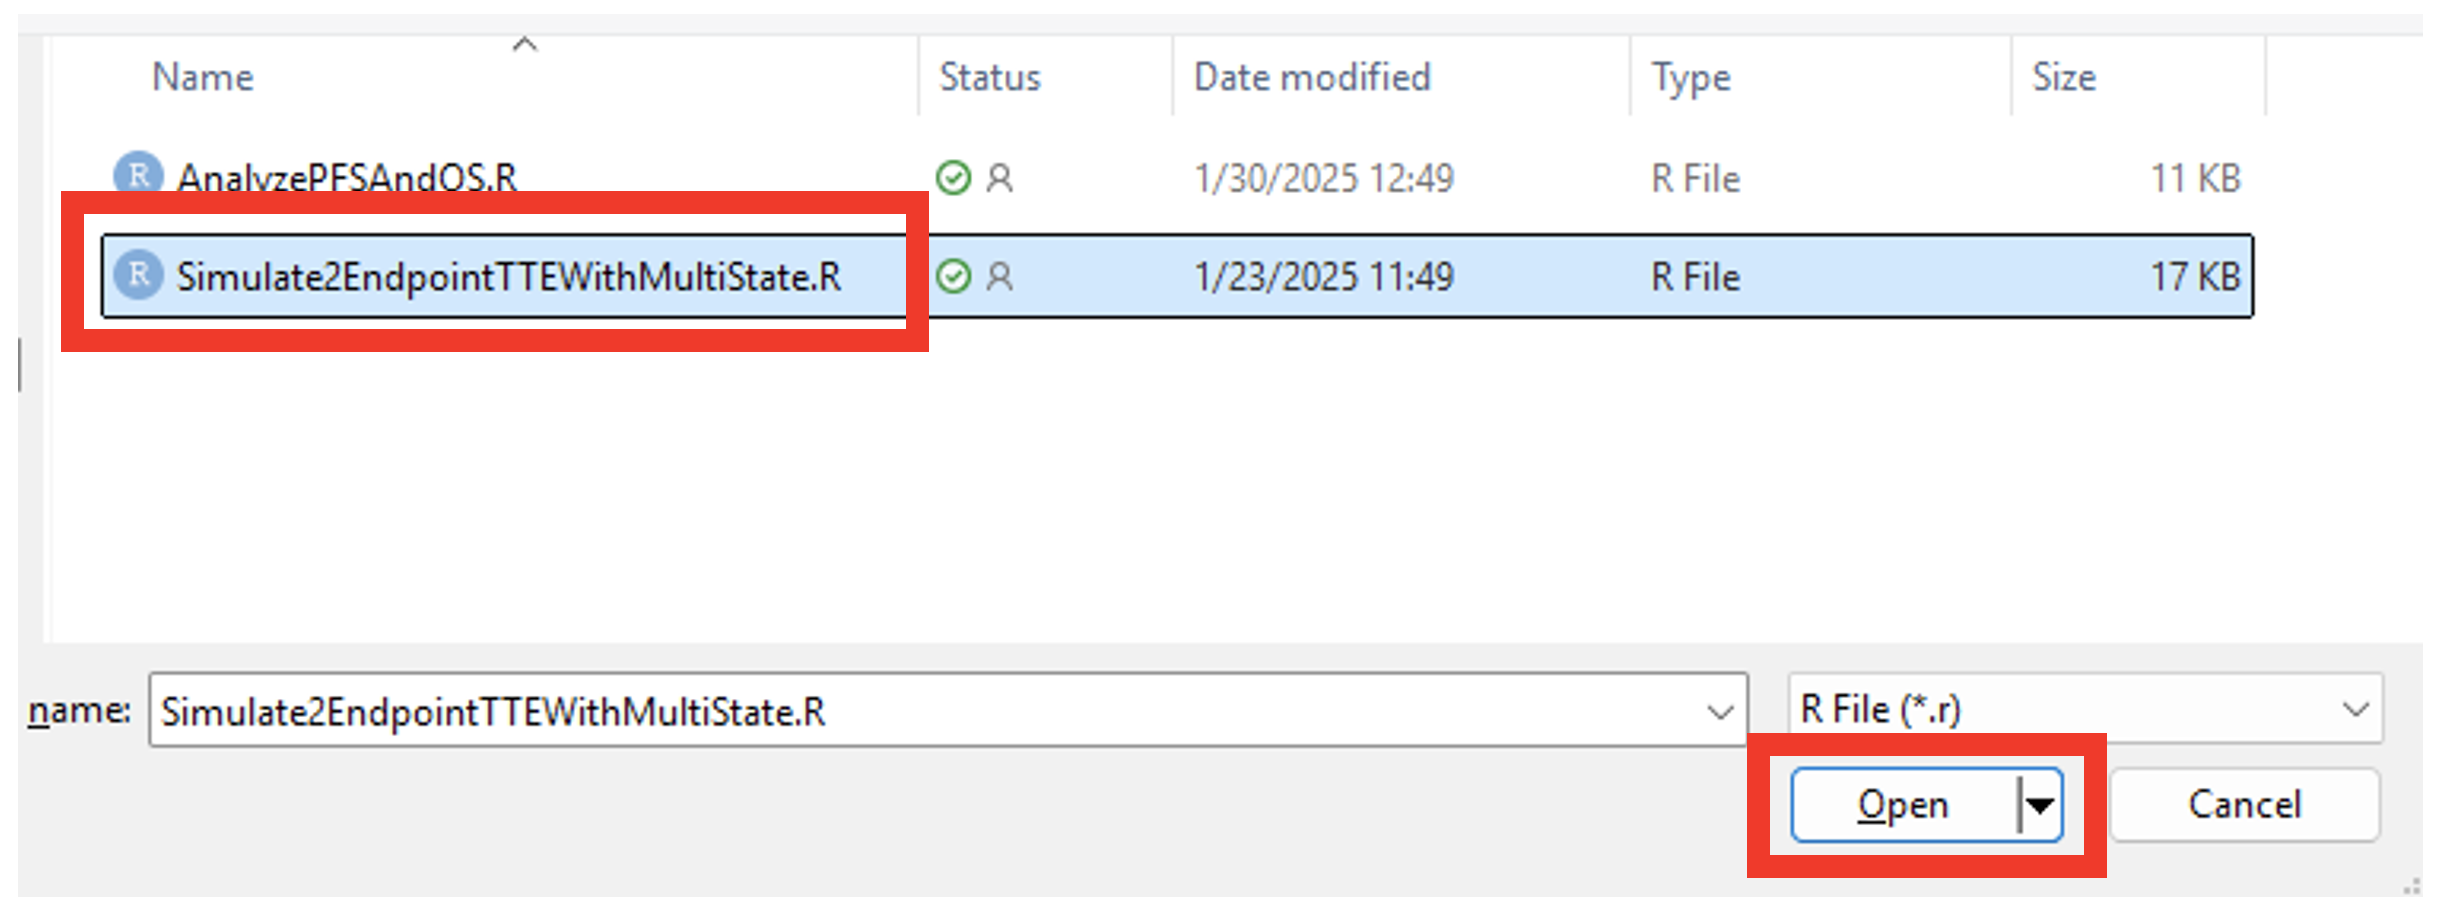 Name Status Date modified Type Size
R AnalyzePFSAndOS.R 1/30/2025 12:49 R File 11 KB
R Simulate2EndpointTTEWithMultiState.R 1/23/2025 11:49 R File 17 KB
name: Simulate2EndpointTTEWithMultiState.R R File (*.r)
Open Cancel